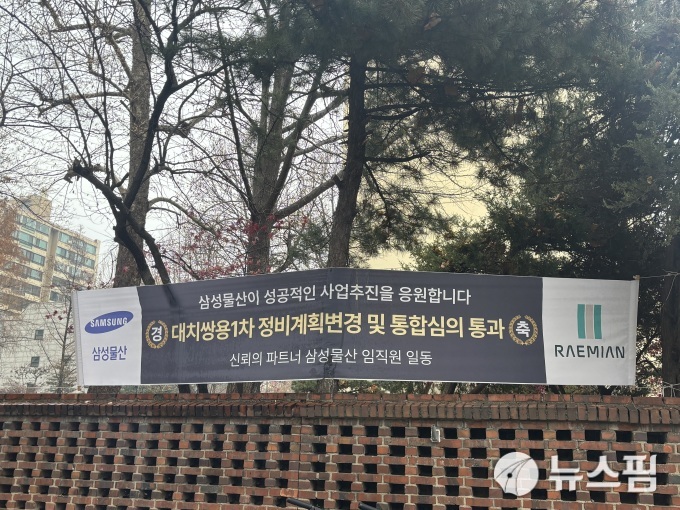 삼성물산이 성공적인 사업추진을 응원합니다
경 대치쌍용1차 정비계획변경 및 통합심의 통과 축
신뢰의 파트너 삼성물산 임직원 일동
SAMSUNG
삼성물산
RAEMIAN
뉴스핌